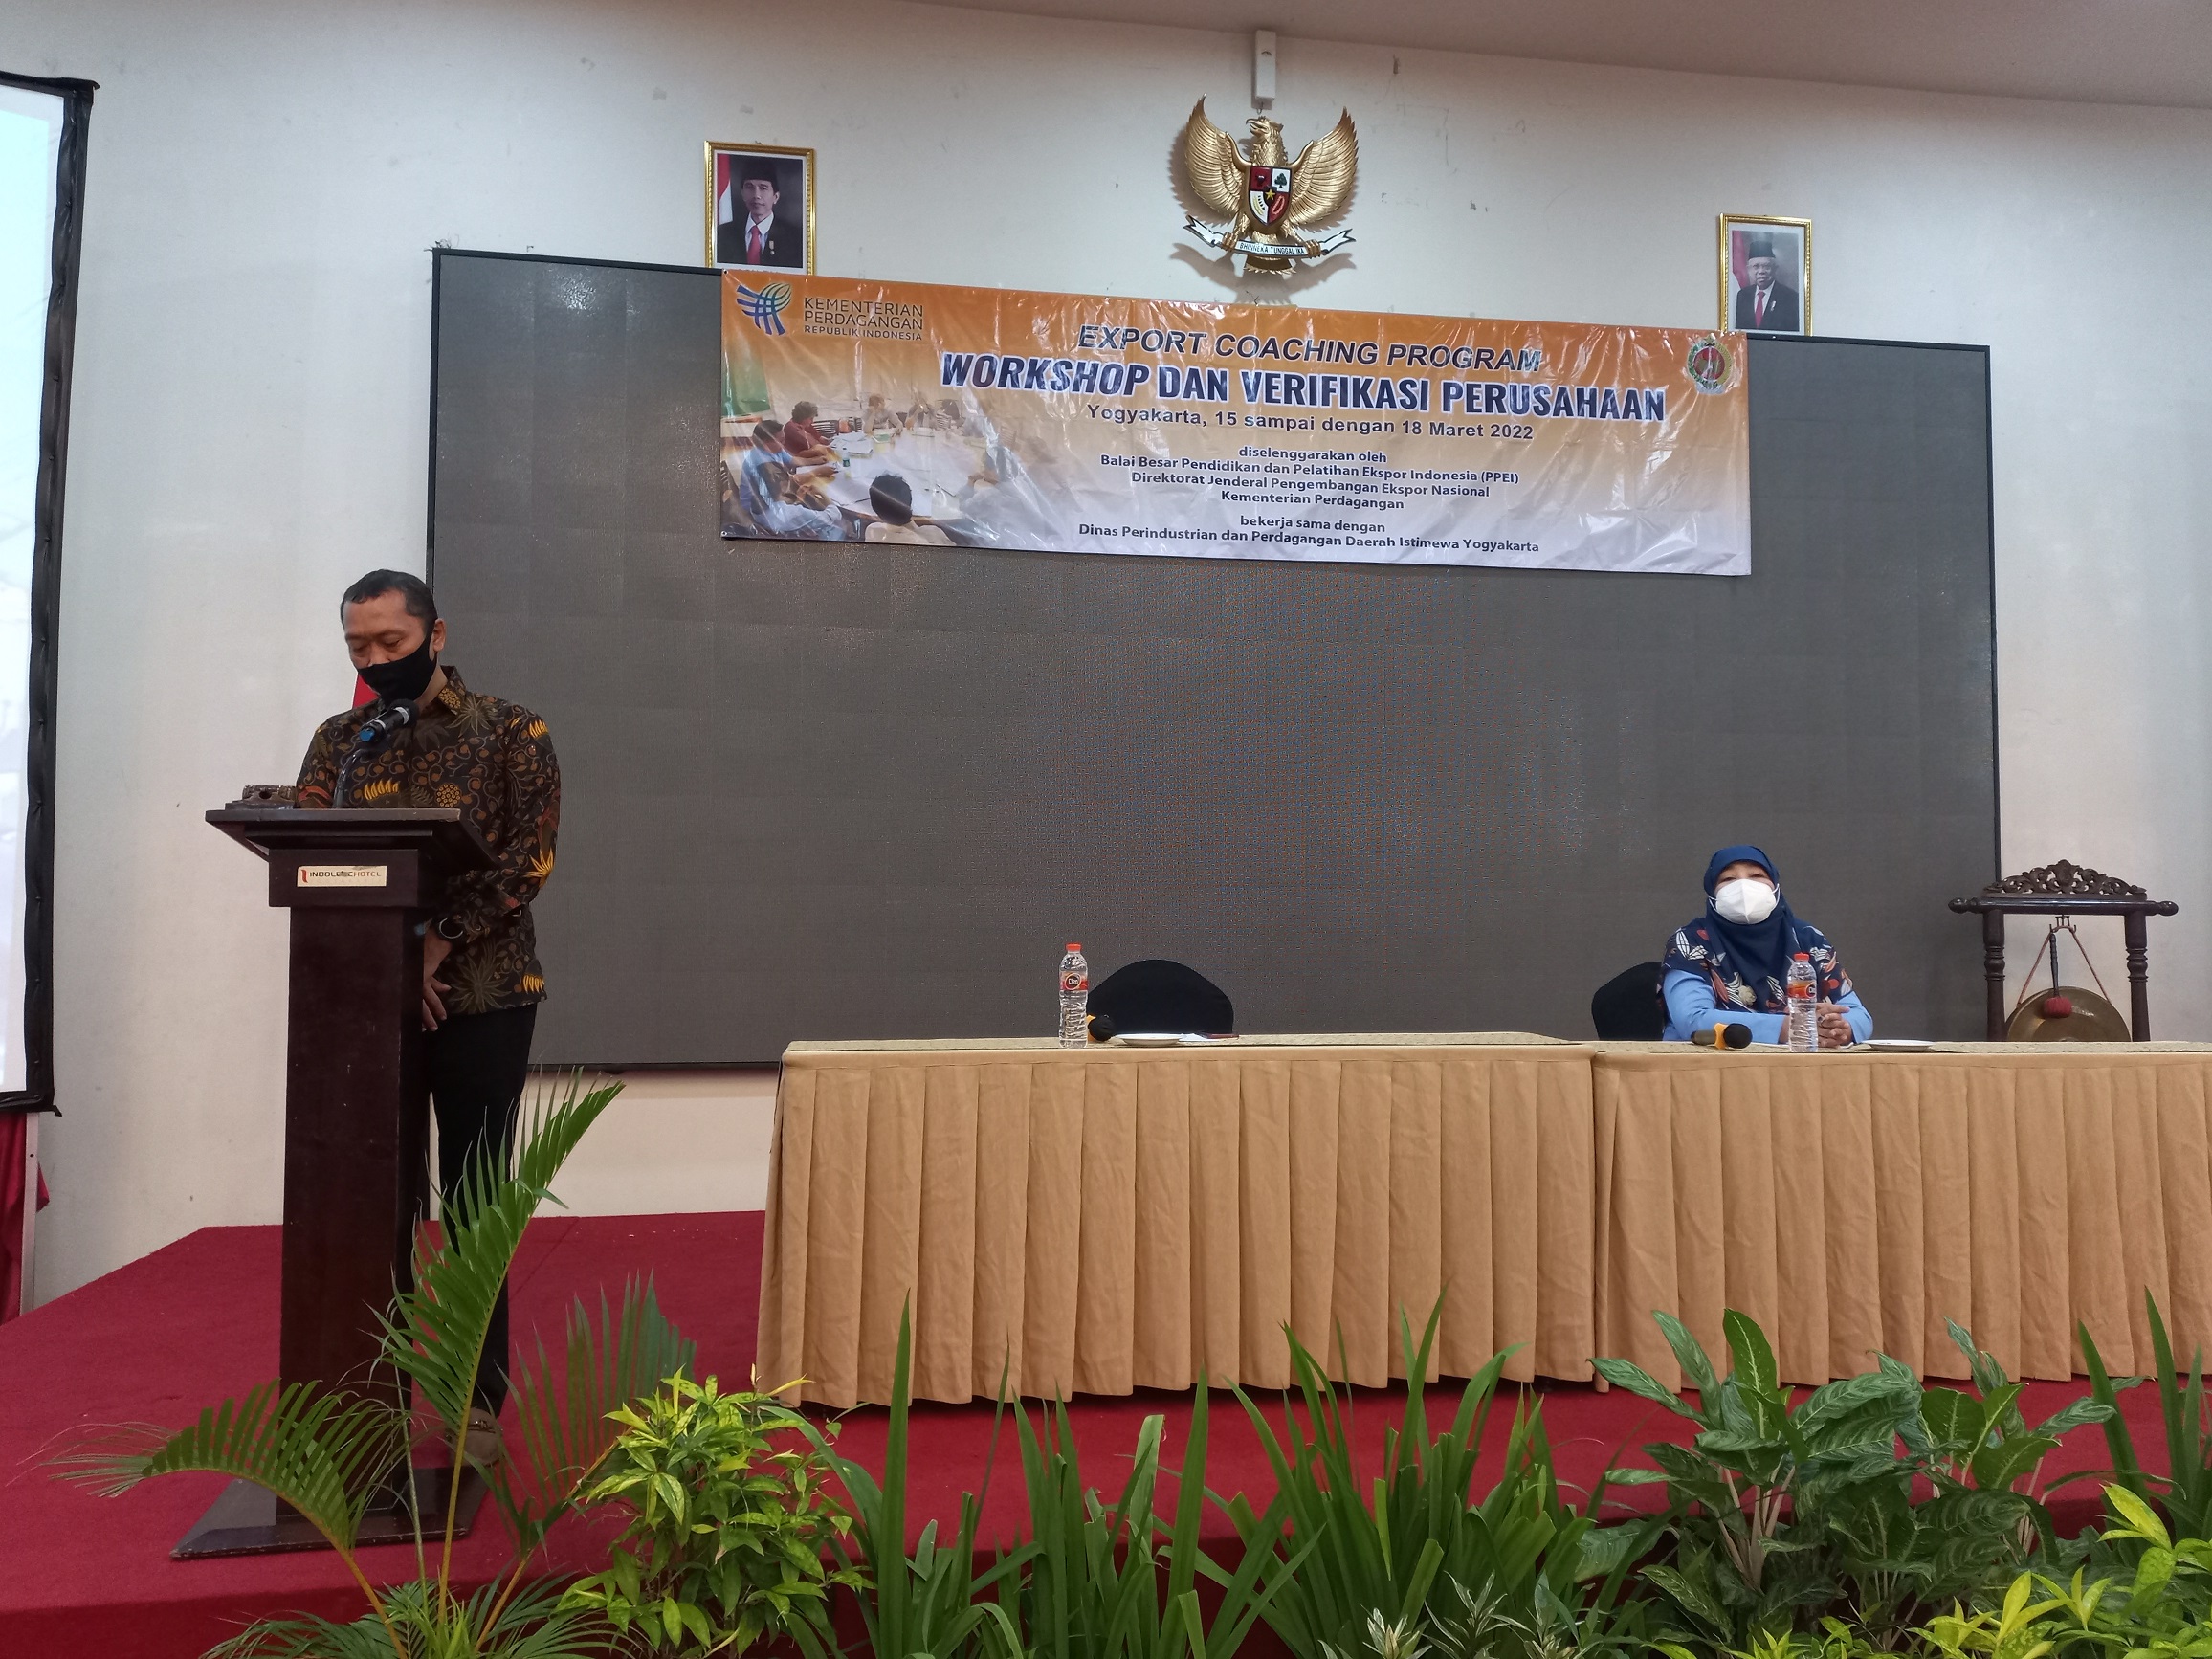 BHINNEKA TUNGGAL IKA
KEMENTERIAN
PERDAGANGAN
REPUBLIK INDONESIA
EXPORT COACHING PROGRAM
WORKSHOP DAN VERIFIKASI PERUSAHAAN
Yogyakarta, 15 sampai dengan 18 Maret 2022
diselenggarakan oleh
Balai Besar Pendidikan dan Pelatihan Ekspor Indonesia (PPEI)
Direktorat Jenderal Pengembangan Ekspor Nasional
Kementerian Perdagangan
bekerja sama dengan
Dinas Perindustrian dan Perdagangan Daerah Istimewa Yogyakarta
HOTEL